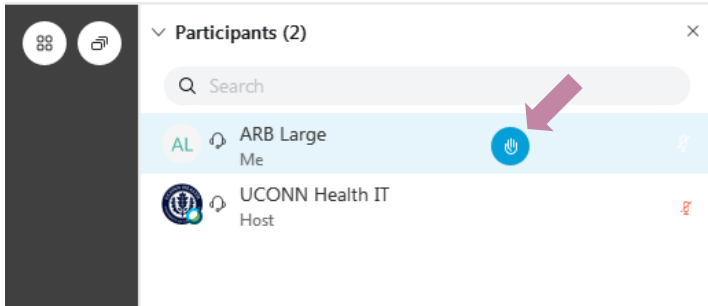 Participants (2)
Search
AL
ARB Large
Me
UCONN Health IT
Host